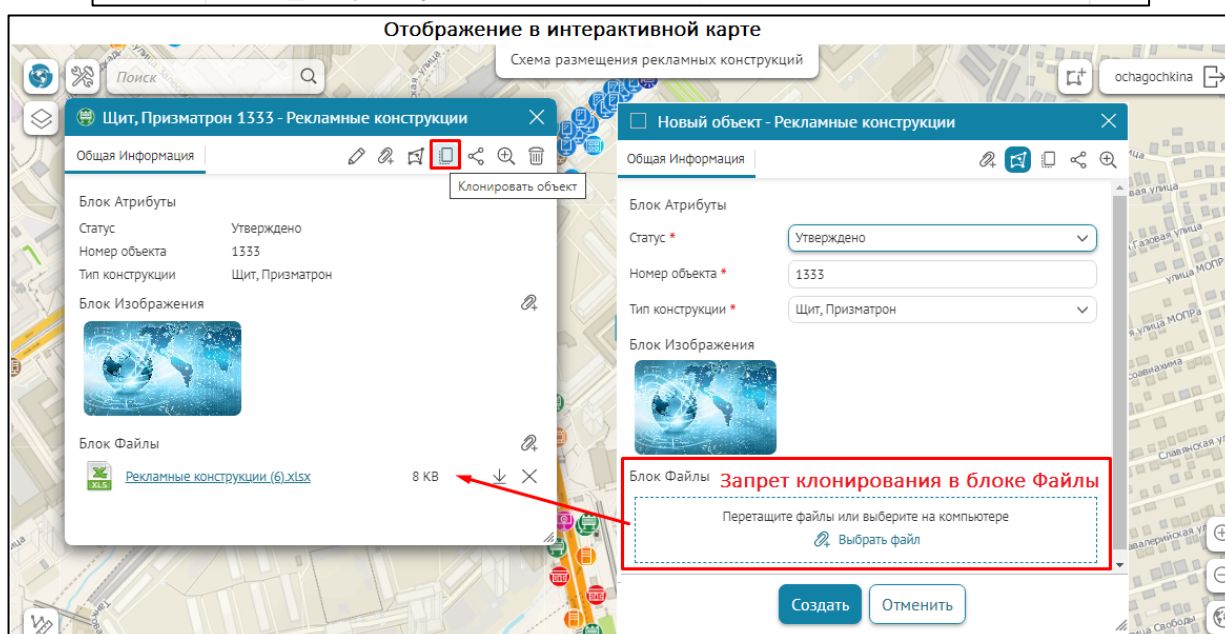 Отображение в интерактивной карте
Схема размещения рекламных конструкций
Поиск
ochagochkina
Щит, Призматрон 1333 - Рекламные конструкции
Общая Информация
Клонировать объект
Блок Атрибуты
Статус Утверждено
Номер объекта 1333
Тип конструкции Щит, Призматрон
Блок Изображения
Блок Файлы
XLS
Рекламные конструкции (6).xlsx 8 KB
Новый объект - Рекламные конструкции
Общая Информация
Блок Атрибуты
Статус * Утверждено
Номер объекта * 1333
Тип конструкции * Щит, Призматрон
Блок Изображения
Блок Файлы Запрет клонирования в блоке Файлы
Перетащите файлы или выберите на компьютере
Выбрать файл
Создать Отменить
улица МОПРа